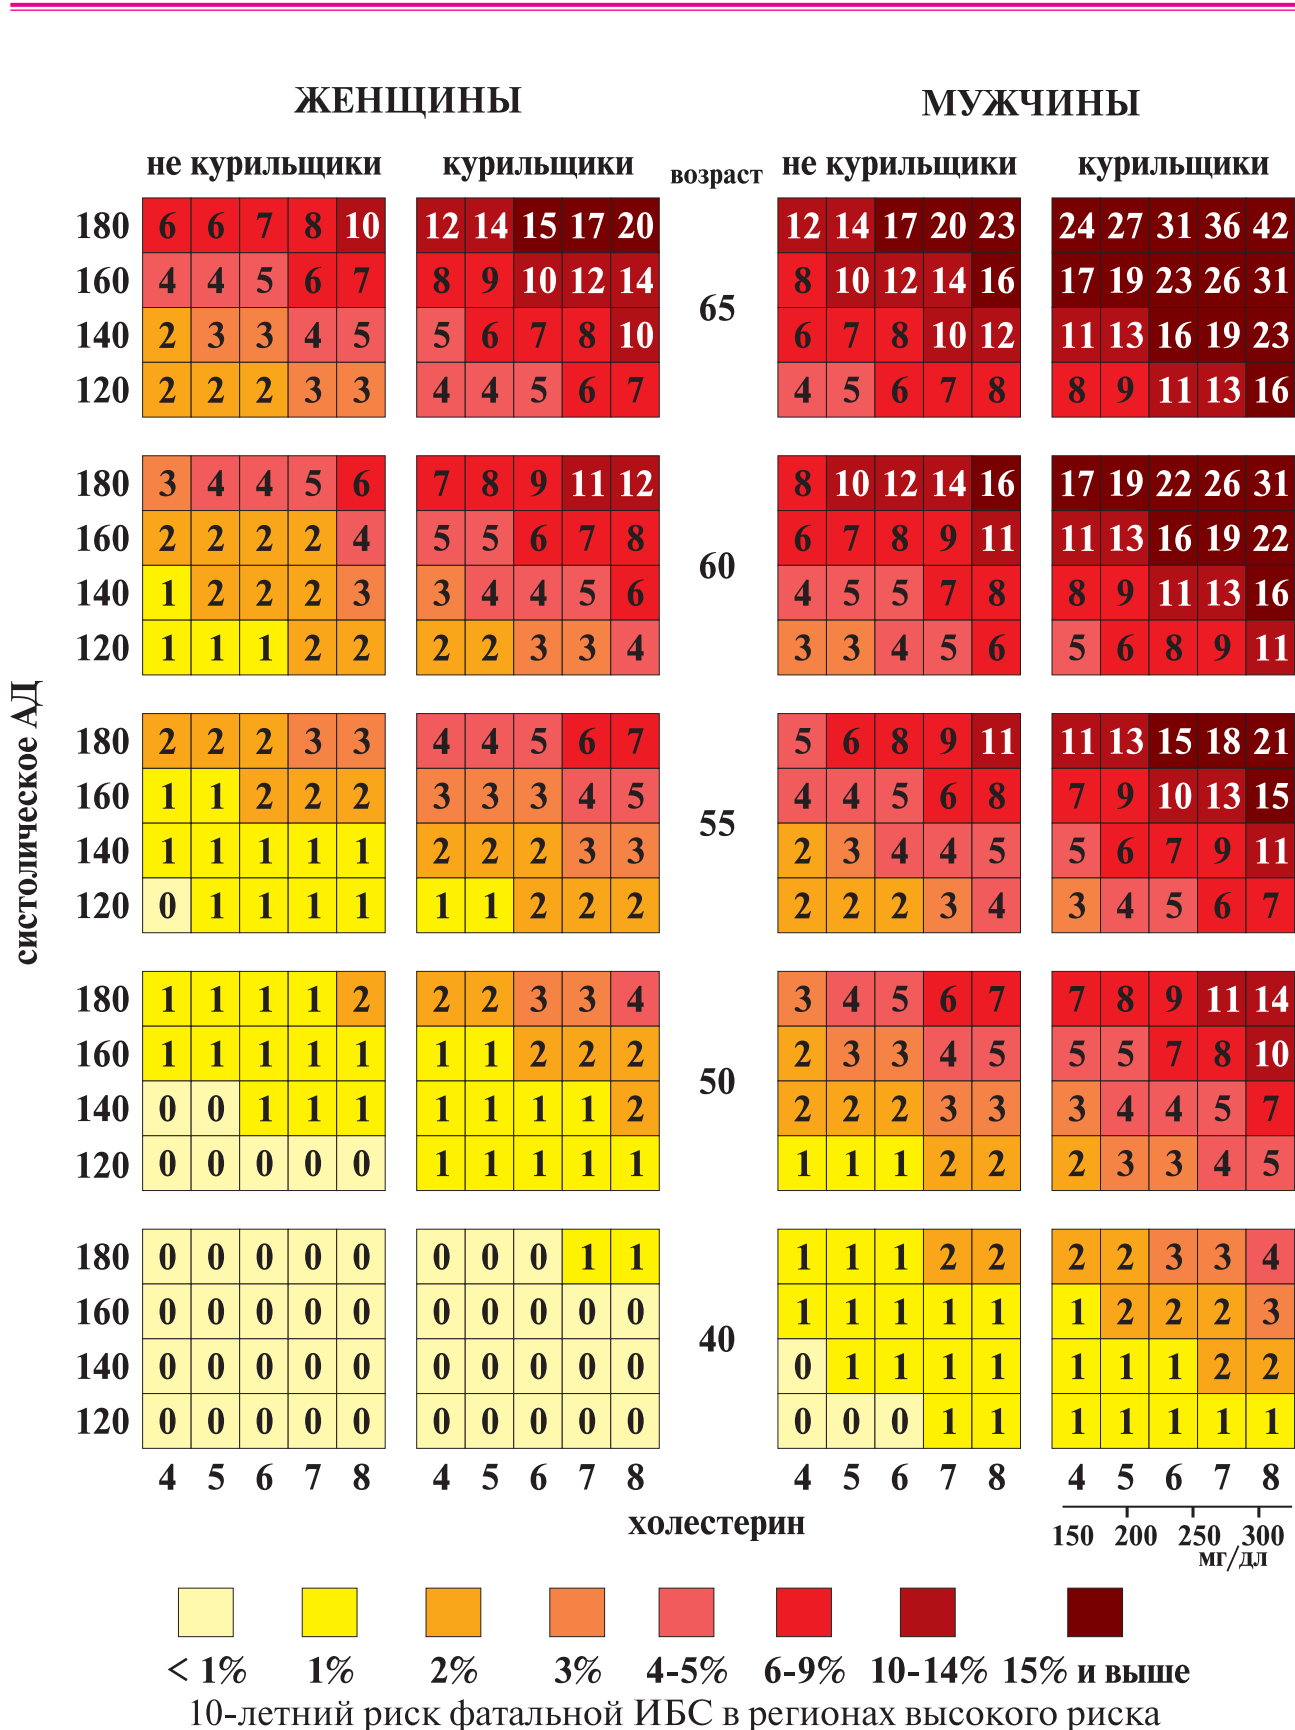 ЖЕНЩИНЫ МУЖЧИНЫ
не курильщики курильщики возраст не курильщики курильщики
180 6 6 7 8 10 12 14 15 17 20 12 14 17 20 23 24 27 31 36 42
160 4 4 5 6 7 8 9 10 12 14 8 10 12 14 16 17 19 23 26 31
65
140 2 3 3 4 5 5 6 7 8 10 6 7 8 10 12 11 13 16 19 23
120 2 2 2 3 3 4 4 5 6 7 4 5 6 7 8 8 9 11 13 16
180 3 4 4 5 6 7 8 9 11 12 8 10 12 14 16 17 19 22 26 31
160 2 2 2 2 4 5 5 6 7 8 6 7 8 9 11 11 13 16 19 22
60
140 1 2 2 2 3 3 4 4 5 6 4 5 5 7 8 8 9 11 13 16
120 1 1 1 2 2 2 2 3 3 4 3 3 4 5 6 5 6 8 9 11
систолическое АД
180 2 2 2 3 3 4 4 5 6 7 5 6 8 9 11 11 13 15 18 21
160 1 1 2 2 2 3 3 3 4 5 4 4 5 6 8 7 9 10 13 15
55
140 1 1 1 1 1 2 2 2 3 3 2 3 4 4 5 5 6 7 9 11
120 0 1 1 1 1 1 1 2 2 2 2 2 2 3 4 3 4 5 6 7
180 1 1 1 1 2 2 2 3 3 4 3 4 5 6 7 7 8 9 11 14
160 1 1 1 1 1 1 1 2 2 2 2 3 3 4 5 5 5 7 8 10
50
140 0 0 1 1 1 1 1 1 1 2 2 2 2 3 3 3 4 4 5 7
120 0 0 0 0 0 1 1 1 1 1 1 1 1 2 2 2 3 3 4 5
180 0 0 0 0 0 0 0 0 1 1 1 1 1 2 2 2 2 3 3 4
160 0 0 0 0 0 0 0 0 0 0 1 1 1 1 1 1 2 2 2 3
40
140 0 0 0 0 0 0 0 0 0 0 0 1 1 1 1 1 1 1 2 2
120 0 0 0 0 0 0 0 0 0 0 0 0 0 1 1 1 1 1 1 1
4 5 6 7 8 4 5 6 7 8 4 5 6 7 8 4 5 6 7 8
холестерин
150 200 250 300
мг/дл
< 1% 1% 2% 3% 4-5% 6-9% 10-14% 15% и выше
10-летний риск фатальной ИБС в регионах высокого риска